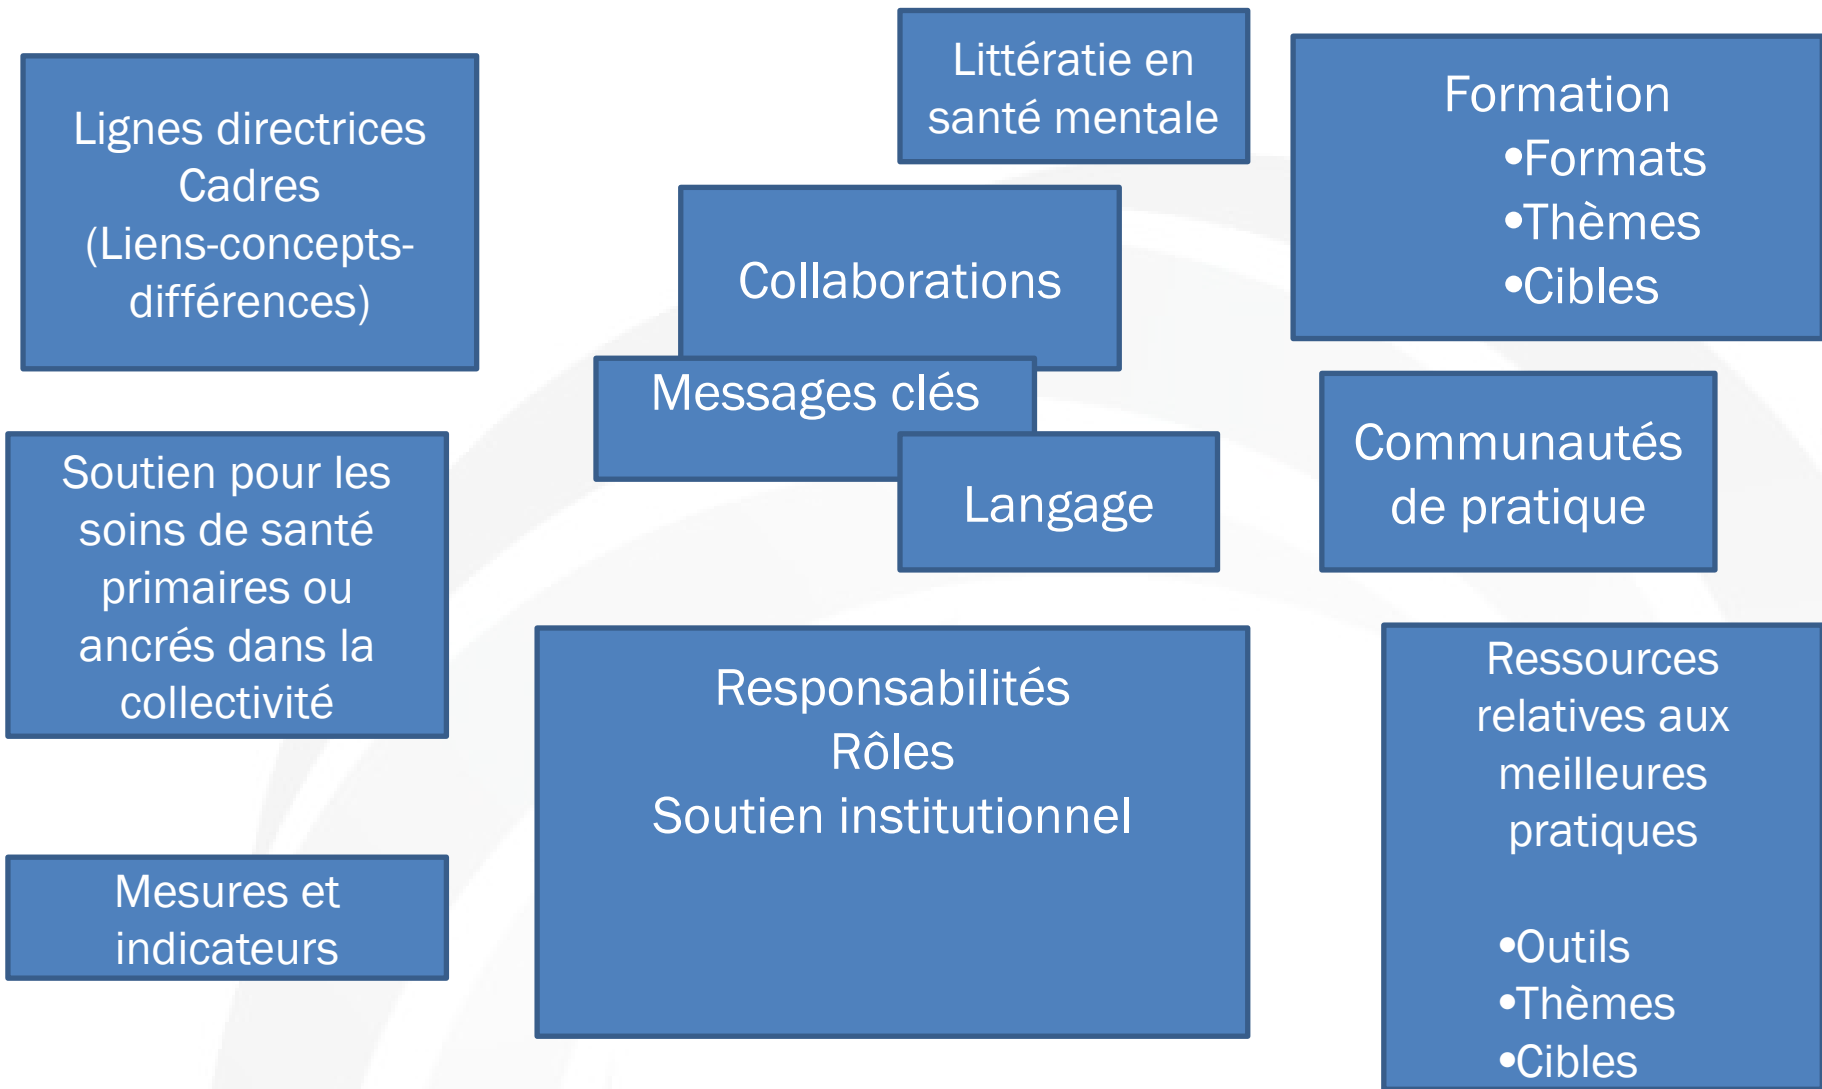 Lignes directrices
Cadres
(Liens-concepts-
différences)
Soutien pour les
soins de santé
primaires ou
ancrés dans la
collectivité
Mesures et
indicateurs
Littératie en
santé mentale
Collaborations
Messages clés
Langage
Responsabilités
Rôles
Soutien institutionnel
Formation
•Formats
•Thèmes
•Cibles
Communautés
de pratique
Ressources
relatives aux
meilleures
pratiques
•Outils
•Thèmes
•Cibles